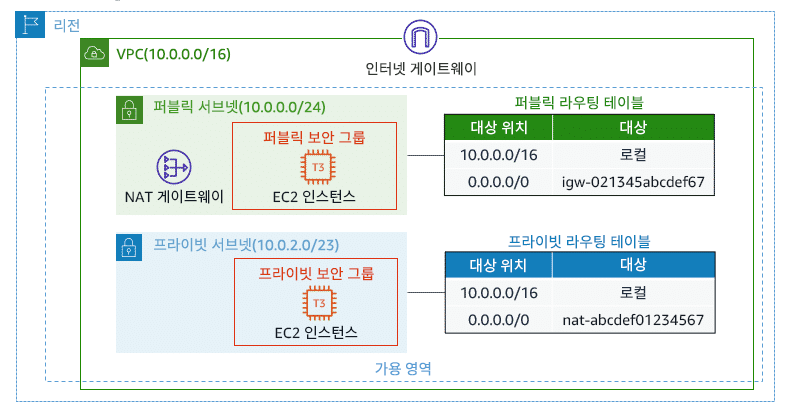 리전
VPC(10.0.0.0/16)
인터넷 게이트웨이
퍼블릭 서브넷(10.0.0.0/24)
퍼블릭 보안 그룹
T3
NAT 게이트웨이
EC2 인스턴스
퍼블릭 라우팅 테이블
대상 위치 대상
10.0.0.0/16 로컬
0.0.0.0/0 igw-021345abcdef67
프라이빗 서브넷(10.0.2.0/23)
프라이빗 보안 그룹
T3
EC2 인스턴스
프라이빗 라우팅 테이블
대상 위치 대상
10.0.0.0/16 로컬
0.0.0.0/0 nat-abcdef01234567
가용 영역